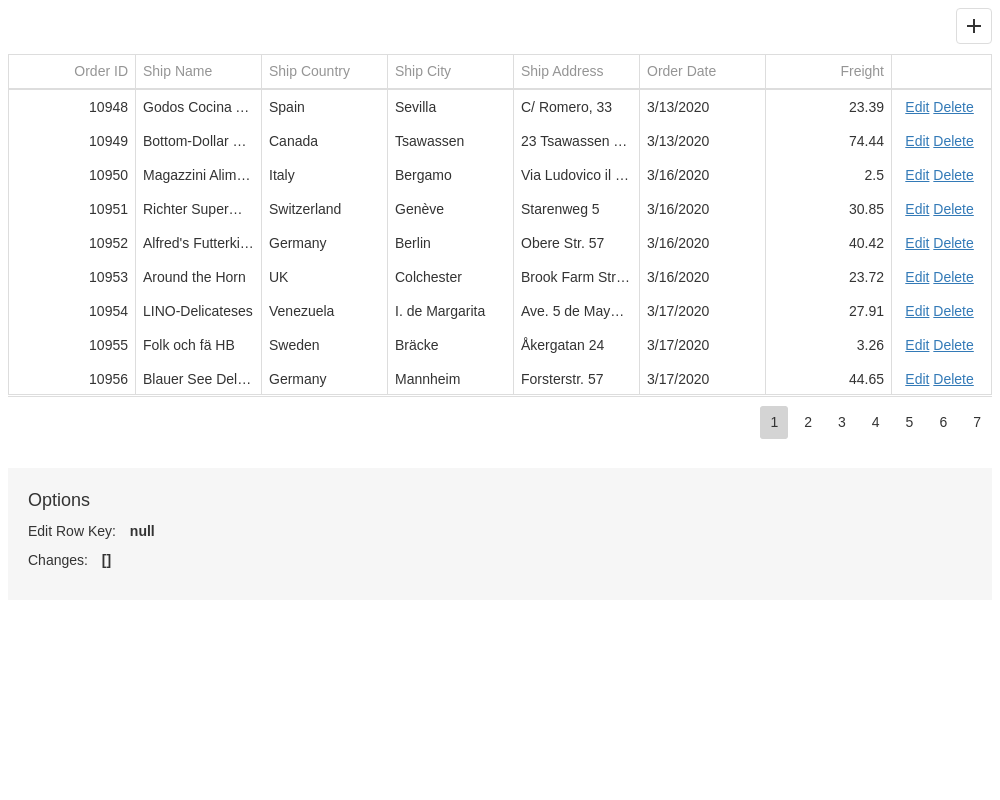 Order ID Ship Name Ship Country Ship City Ship Address Order Date Freight
10948 Godos Cocina ... Spain Sevilla C/ Romero, 33 3/13/2020 23.39 Edit Delete
10949 Bottom-Dollar ... Canada Tsawassen 23 Tsawassen ... 3/13/2020 74.44 Edit Delete
10950 Magazzini Alim... Italy Bergamo Via Ludovico il ... 3/16/2020 2.5 Edit Delete
10951 Richter Super... Switzerland Genève Starenweg 5 3/16/2020 30.85 Edit Delete
10952 Alfred's Futterki... Germany Berlin Obere Str. 57 3/16/2020 40.42 Edit Delete
10953 Around the Horn UK Colchester Brook Farm Str... 3/16/2020 23.72 Edit Delete
10954 LINO-Delicateses Venezuela I. de Margarita Ave. 5 de May... 3/17/2020 27.91 Edit Delete
10955 Folk och fä HB Sweden Bräcke Åkergatan 24 3/17/2020 3.26 Edit Delete
10956 Blauer See Del... Germany Mannheim Forsterstr. 57 3/17/2020 44.65 Edit Delete
1 2 3 4 5 6 7
Options
Edit Row Key: null
Changes: []